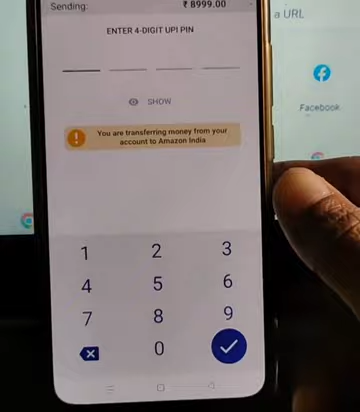 Sending: ₹ 8999.00
a URL
ENTER 4-DIGIT UPI PIN
SHOW
Facebook
You are transferring money from your
account to Amazon India
1 2 3
4 5 6
7 8 9
0